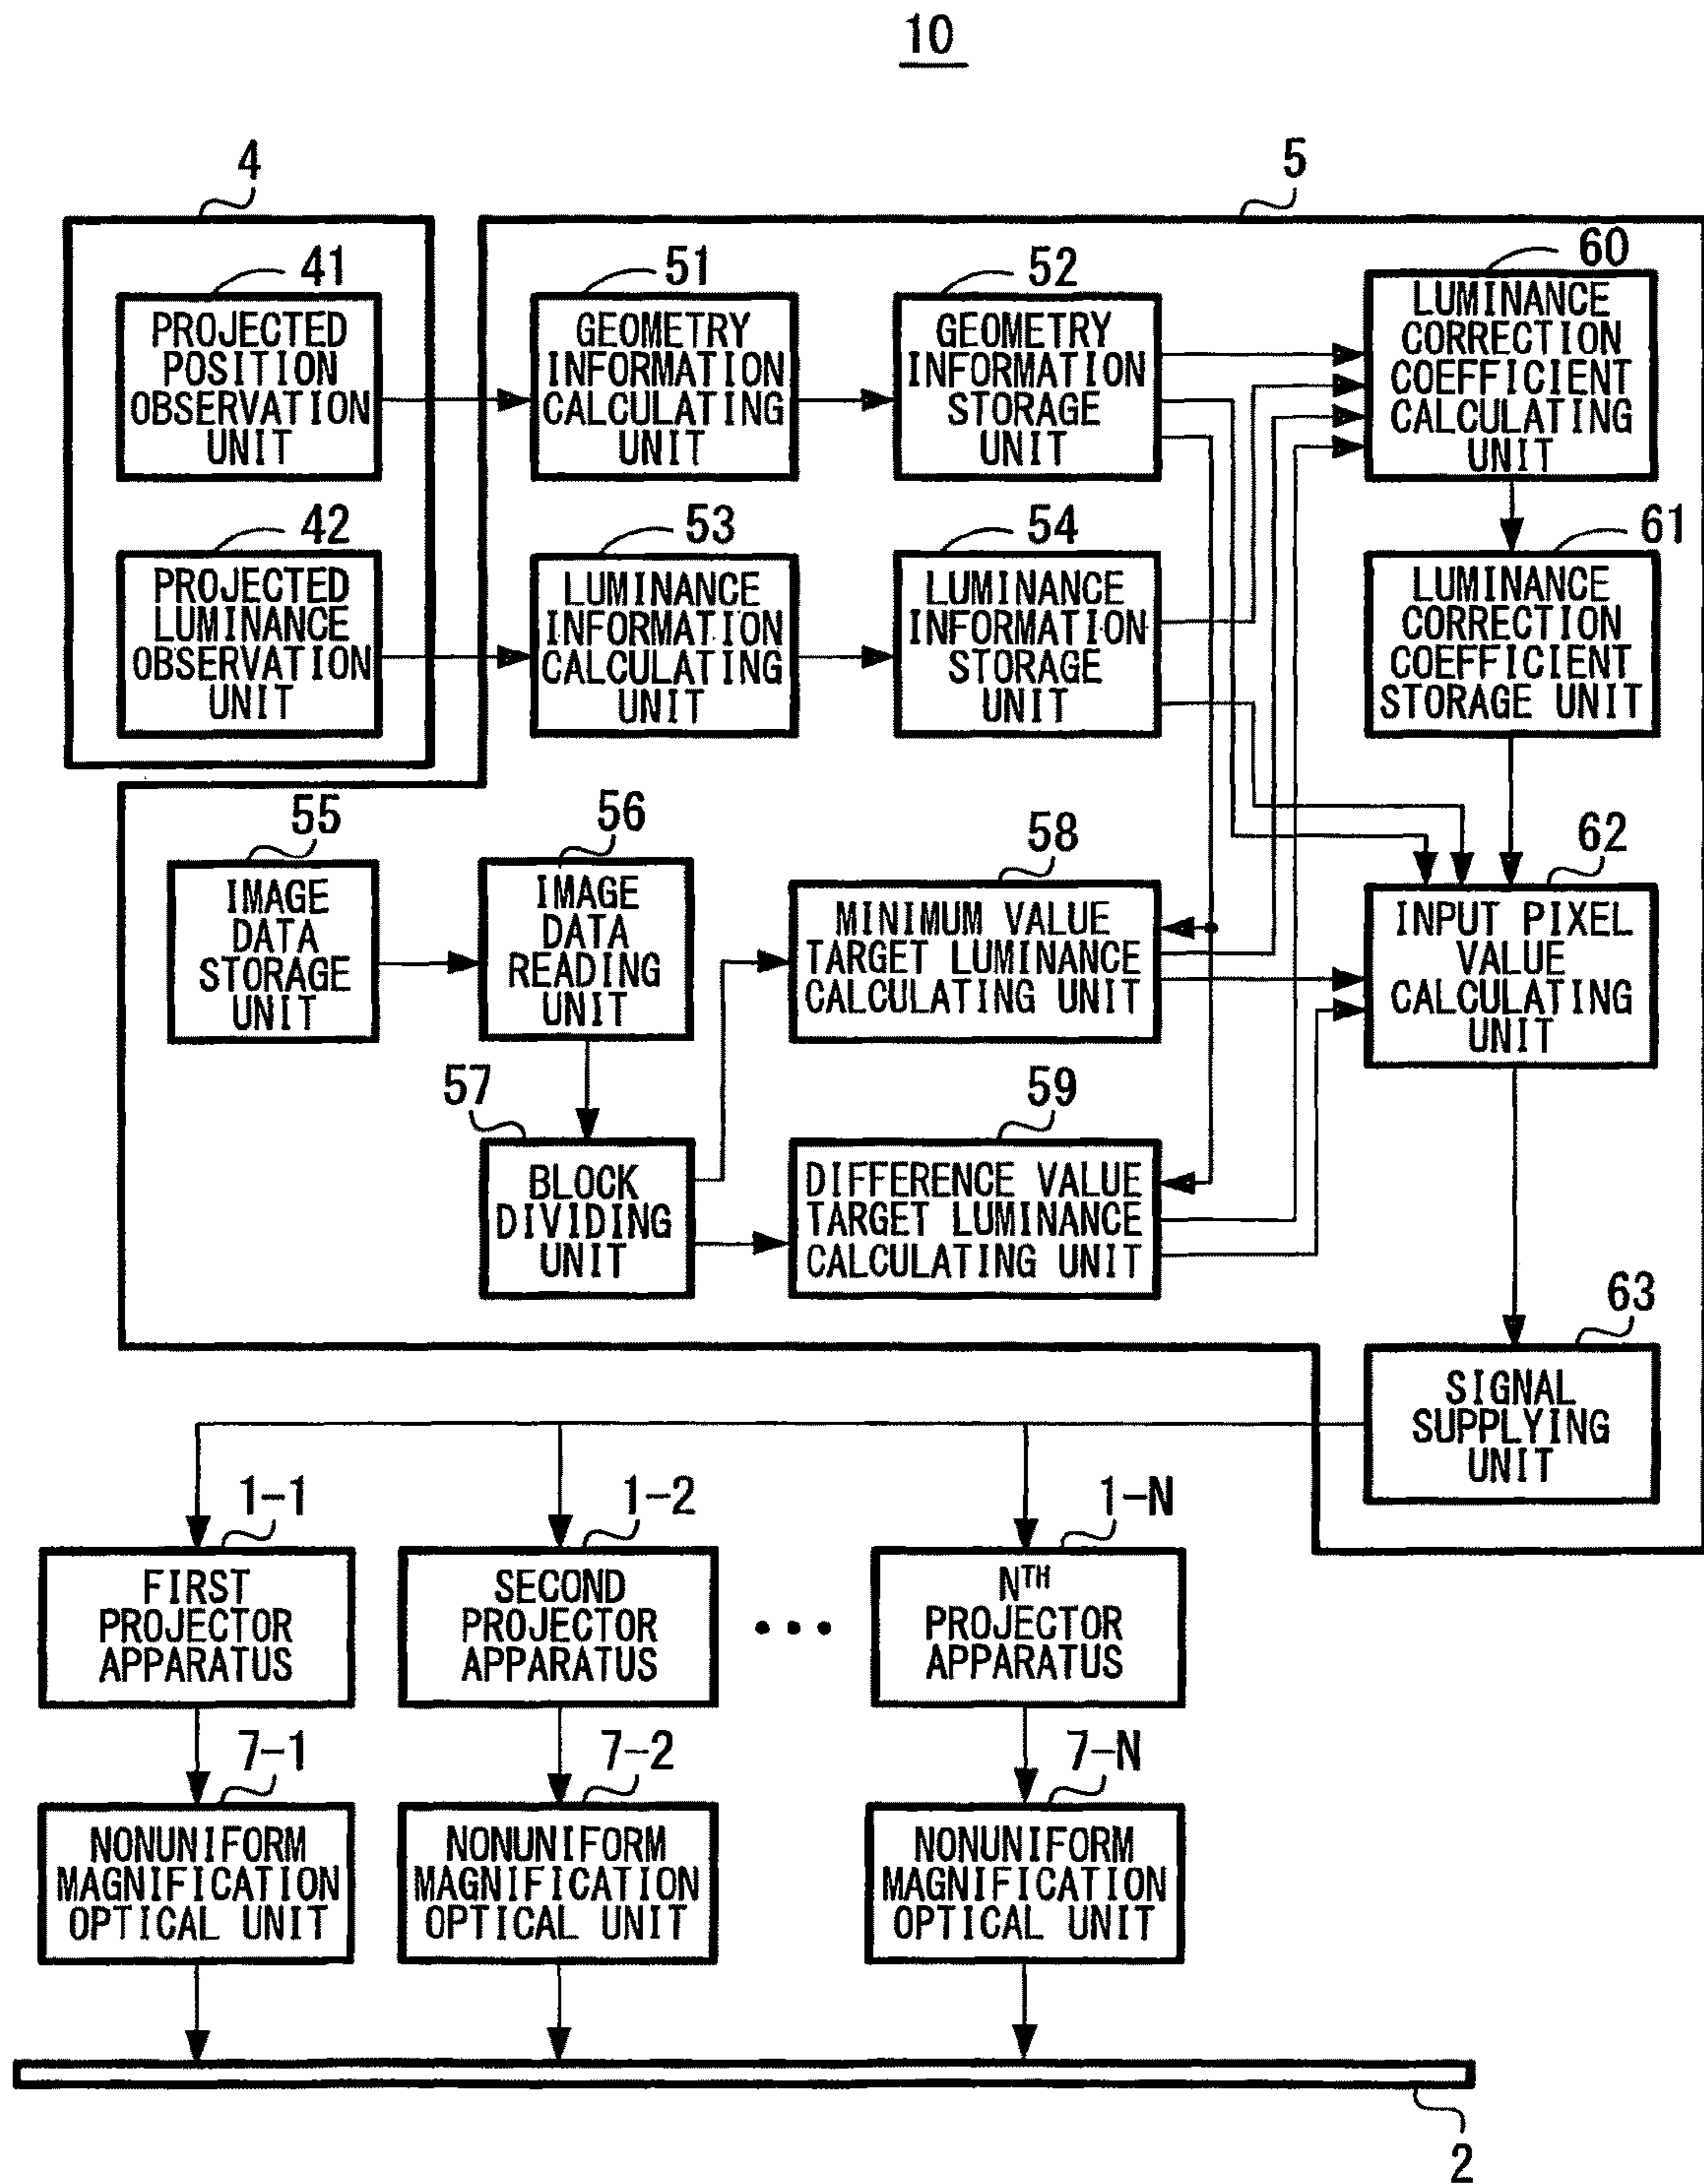 10
4
5
41
PROJECTED
POSITION
OBSERVATION
UNIT
51
GEOMETRY
INFORMATION
CALCULATING
UNIT
52
GEOMETRY
INFORMATION
STORAGE
UNIT
60
LUMINANCE
CORRECTION
COEFFICIENT
CALCULATING
UNIT
42
PROJECTED
LUMINANCE
OBSERVATION
UNIT
53
LUMINANCE
INFORMATION
CALCULATING
UNIT
54
LUMINANCE
INFORMATION
STORAGE
UNIT
61
LUMINANCE
CORRECTION
COEFFICIENT
STORAGE UNIT
55
IMAGE
DATA
STORAGE
UNIT
56
IMAGE
DATA
READING
UNIT
58
MINIMUM VALUE
TARGET LUMINANCE
CALCULATING UNIT
62
INPUT PIXEL
VALUE
CALCULATING
UNIT
57
BLOCK
DIVIDING
UNIT
59
DIFFERENCE VALUE
TARGET LUMINANCE
CALCULATING UNIT
63
SIGNAL
SUPPLYING
UNIT
1-1
FIRST
PROJECTOR
APPARATUS
1-2
SECOND
PROJECTOR
APPARATUS
• • •
1-N
NTH
PROJECTOR
APPARATUS
7-1
NONUNIFORM
MAGNIFICATION
OPTICAL UNIT
7-2
NONUNIFORM
MAGNIFICATION
OPTICAL UNIT
7-N
NONUNIFORM
MAGNIFICATION
OPTICAL UNIT
2